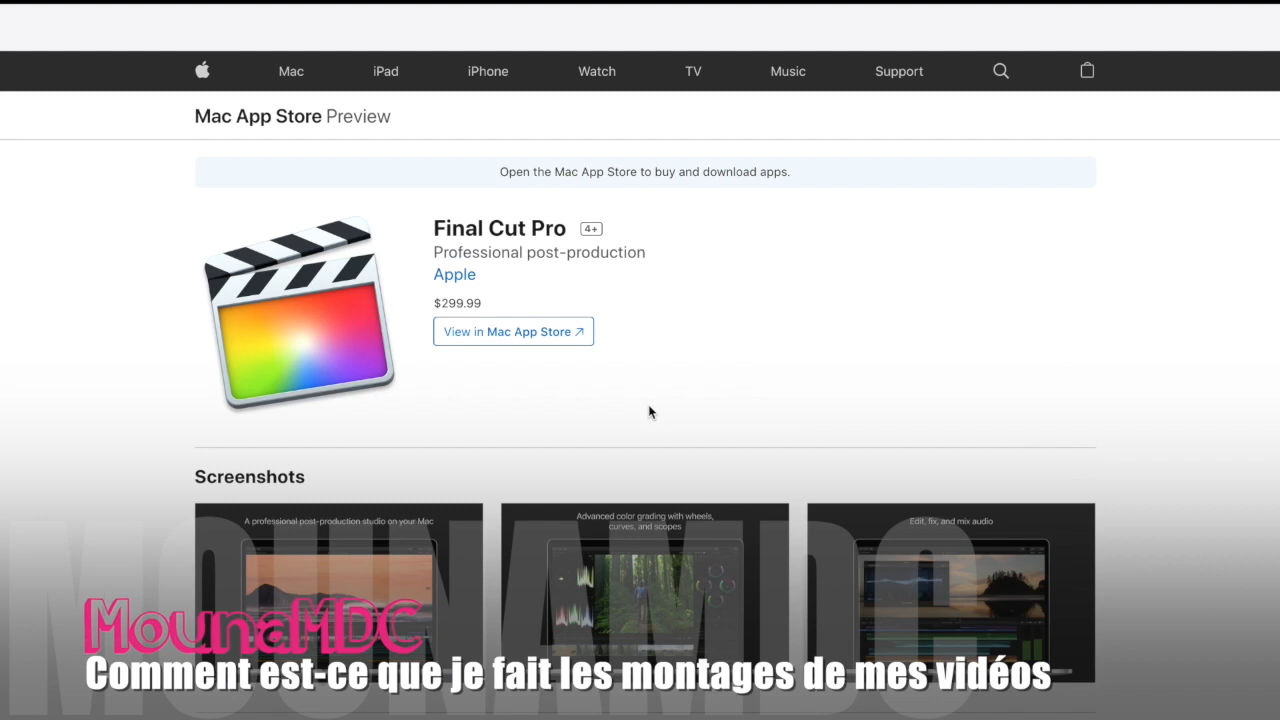 Mac iPad iPhone Watch TV Music Support
Mac App Store Preview
Open the Mac App Store to buy and download apps.
Final Cut Pro 4+
Professional post-production
Apple
$299.99
View in Mac App Store ↗
Screenshots
A professional post-production studio on your Mac
Advanced color grading with wheels,
curves, and scopes
Edit, fix, and mix audio
MOUNAMDC
MounaMDC
Comment est-ce que je fait les montages de mes vidéos